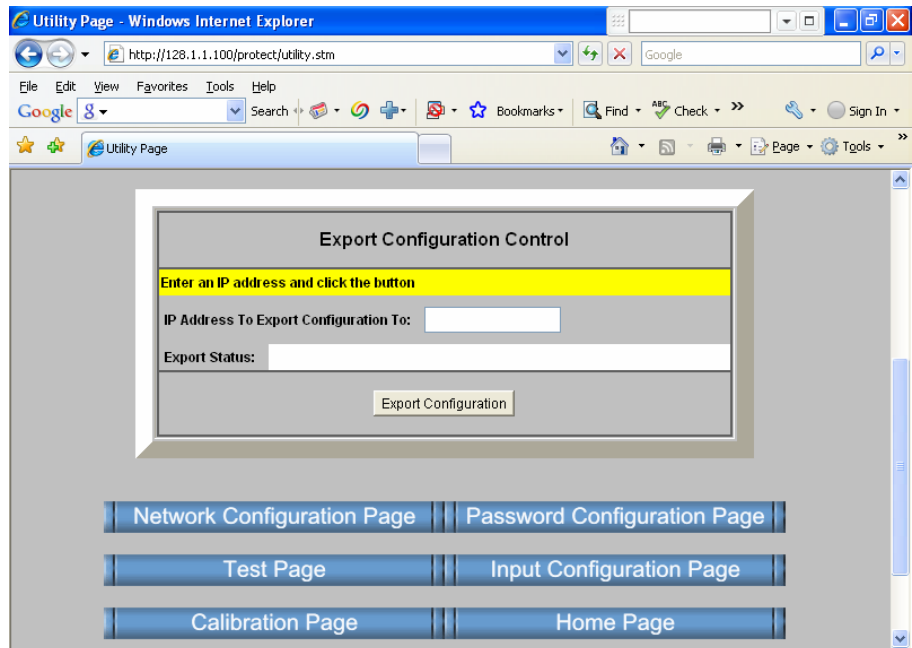 Utility Page - Windows Internet Explorer
http://128.1.1.100/protect/utility.stm
Google
File Edit View Favorites Tools Help
Google Search Bookmarks Find Check » Sign In
Utility Page Page Tools »
Export Configuration Control
Enter an IP address and click the button
IP Address To Export Configuration To:
Export Status:
Export Configuration
Network Configuration Page Password Configuration Page
Test Page Input Configuration Page
Calibration Page Home Page